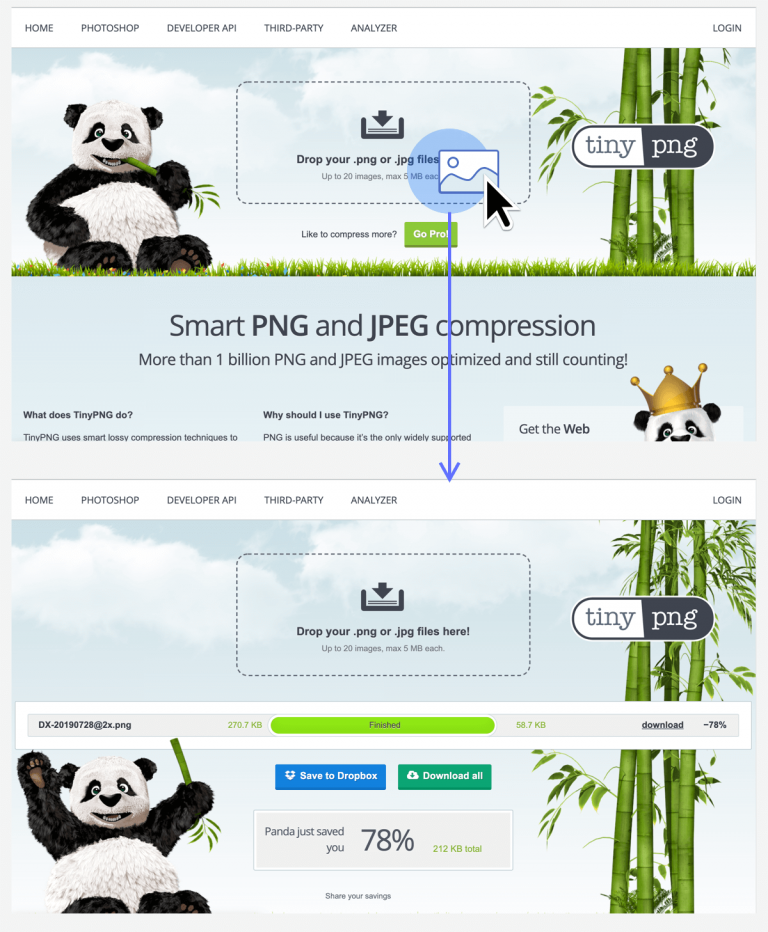 HOME PHOTOSHOP DEVELOPER API THIRD-PARTY ANALYZER LOGIN
Drop your .png or .jpg files
Up to 20 images, max 5 MB eac
tiny png
Like to compress more? Go Pro!
Smart PNG and JPEG compression
More than 1 billion PNG and JPEG images optimized and still counting!
What does TinyPNG do?
TinyPNG uses smart lossy compression techniques to
Why should I use TinyPNG?
PNG is useful because it's the only widely supported
Get the Web
HOME PHOTOSHOP DEVELOPER API THIRD-PARTY ANALYZER LOGIN
Drop your .png or .jpg files here!
Up to 20 images, max 5 MB each.
tiny png
DX-20190728@2x.png 270.7 KB Finished 58.7 KB download −78%
Save to Dropbox Download all
Panda just saved
you
78% 212 KB total
Share your savings